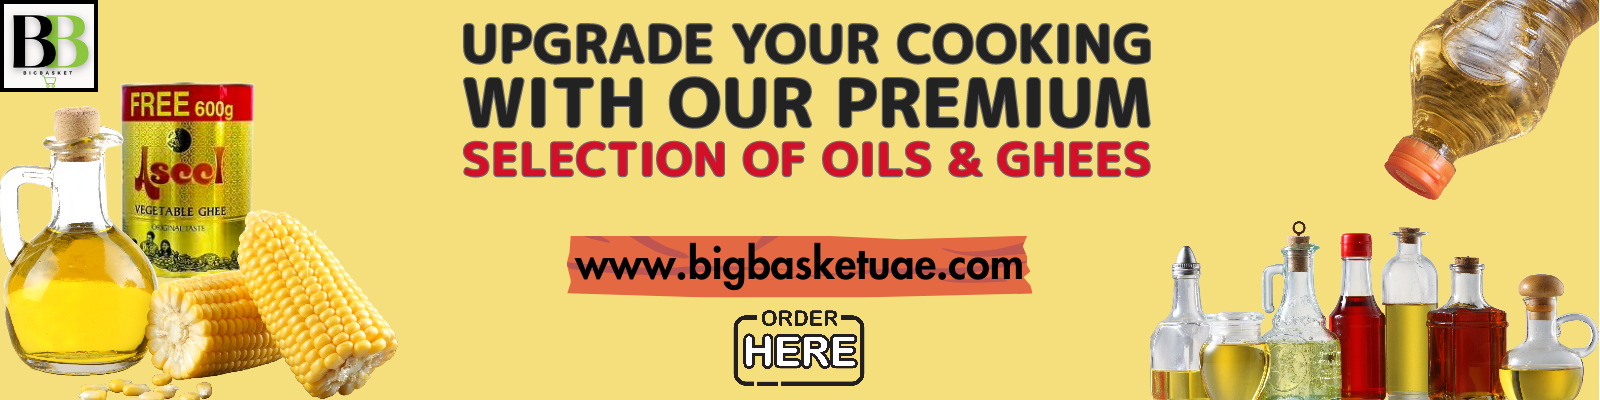 BB
BIGBASKET
UPGRADE YOUR COOKING
WITH OUR PREMIUM
SELECTION OF OILS & GHEES
FREE 600g
Aseel
VEGETABLE GHEE
ORIGINAL TASTE
www.bigbasketuae.com
ORDER
HERE